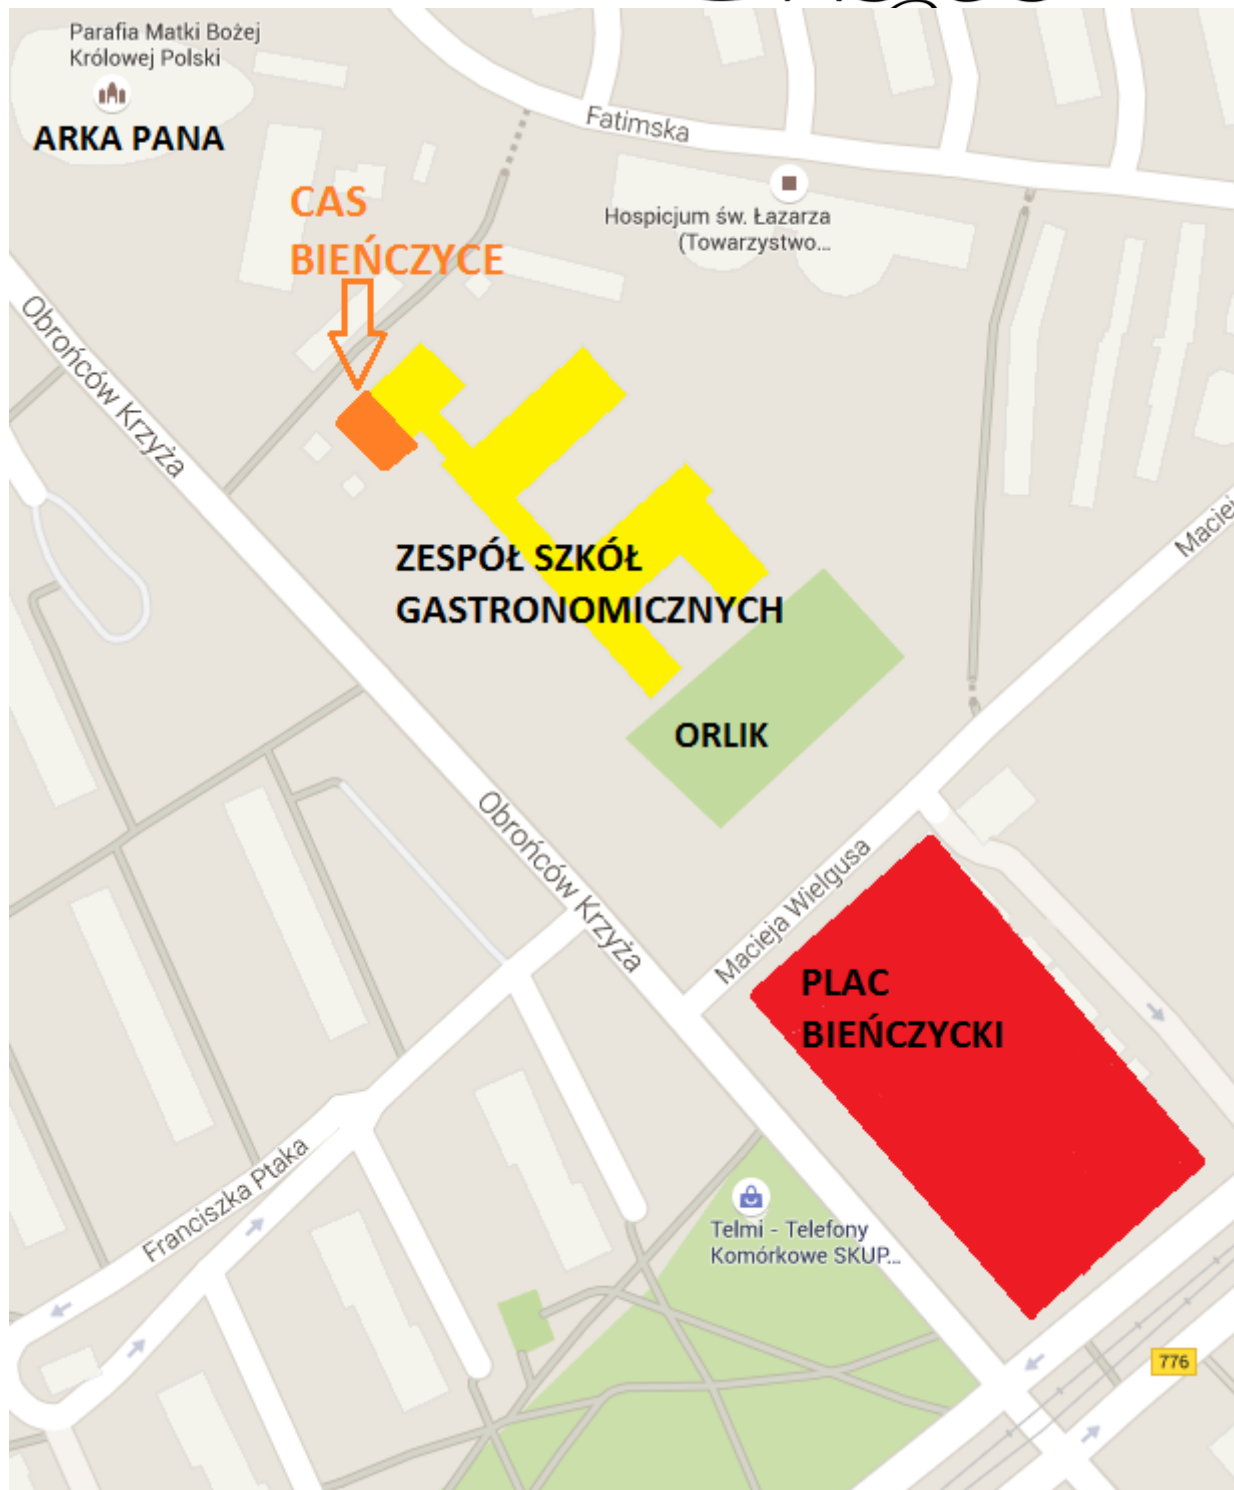 Parafia Matki Bożej
Królowej Polski
ARKA PANA
Fatimska
CAS
BIEŃCZYCE
Hospicjum św. Łazarza
(Towarzystwo...
Obrońców Krzyża
Maciej
ZESPÓŁ SZKÓŁ
GASTRONOMICZNYCH
ORLIK
Obrońców Krzyża
Macieja Wielgusa
PLAC
BIEŃCZYCKI
Franciszka Ptaka
Telmi - Telefony
Komórkowe SKUP...
776